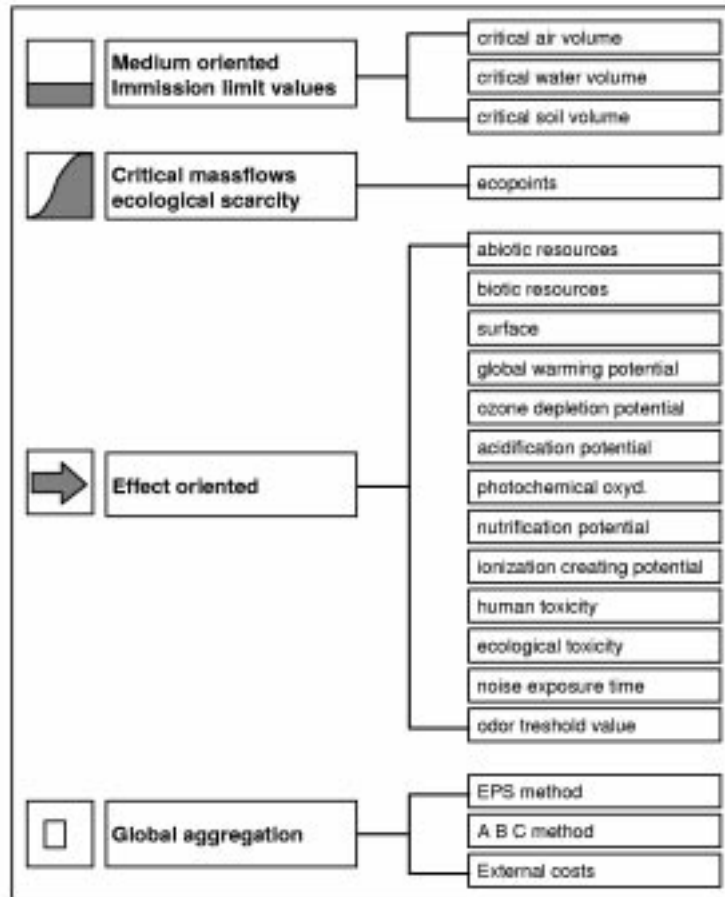 Medium oriented
Immission limit values
critical air volume
critical water volume
critical soil volume
Critical massflows
ecological scarcity
ecopoints
Effect oriented
abiotic resources
biotic resources
surface
global warming potential
ozone depletion potential
acidification potential
photochemical oxyd.
nutrification potential
ionization creating potential
human toxicity
ecological toxicity
noise exposure time
odor treshold value
Global aggregation
EPS method
A B C method
External costs